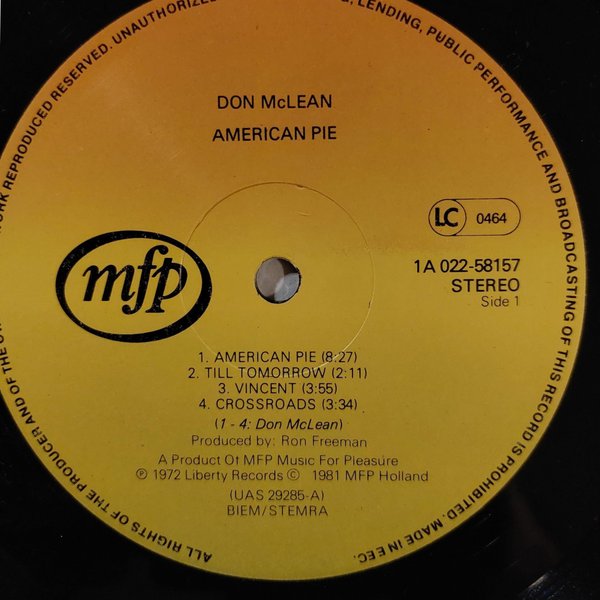 WORK REPRODUCED RESERVED. UNAUTHORIZED
LENDING, PUBLIC PERFORMANCE AND BROADCASTING OF THIS RECORD IS PROHIBITED. MADE IN EEC.
DON McLEAN
AMERICAN PIE
LC 0464
mfp
1A 022-58157
STEREO
Side 1
1. AMERICAN PIE (8:27)
2. TILL TOMORROW (2:11)
3. VINCENT (3:55)
4. CROSSROADS (3:34)
(1 - 4: Don McLean)
Produced by: Ron Freeman
A Product Of MFP Music For Pleasure
℗ 1972 Liberty Records © 1981 MFP Holland
(UAS 29285-A)
BIEM/STEMRA
ALL RIGHTS OF THE PRODUCER AND OF THE